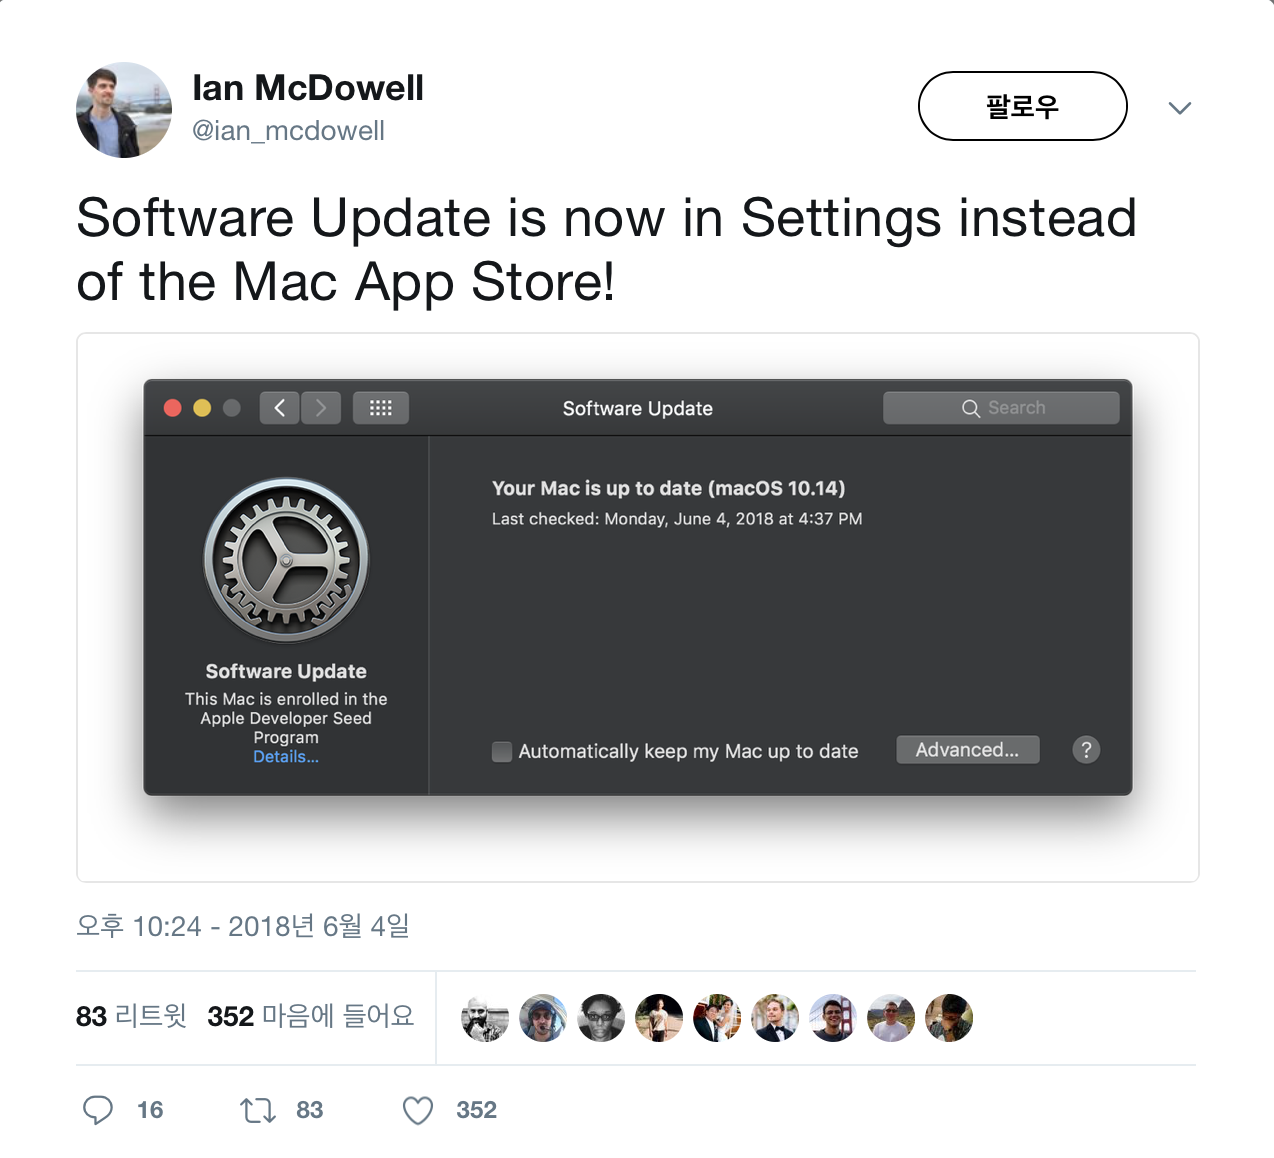 Ian McDowell
@ian_mcdowell
팔로우
Software Update is now in Settings instead
of the Mac App Store!
Software Update
Search
Your Mac is up to date (macOS 10.14)
Last checked: Monday, June 4, 2018 at 4:37 PM
Software Update
This Mac is enrolled in the
Apple Developer Seed
Program
Details...
Automatically keep my Mac up to date
Advanced...
?
오후 10:24 - 2018년 6월 4일
83 리트윗 352 마음에 들어요
16 83 352